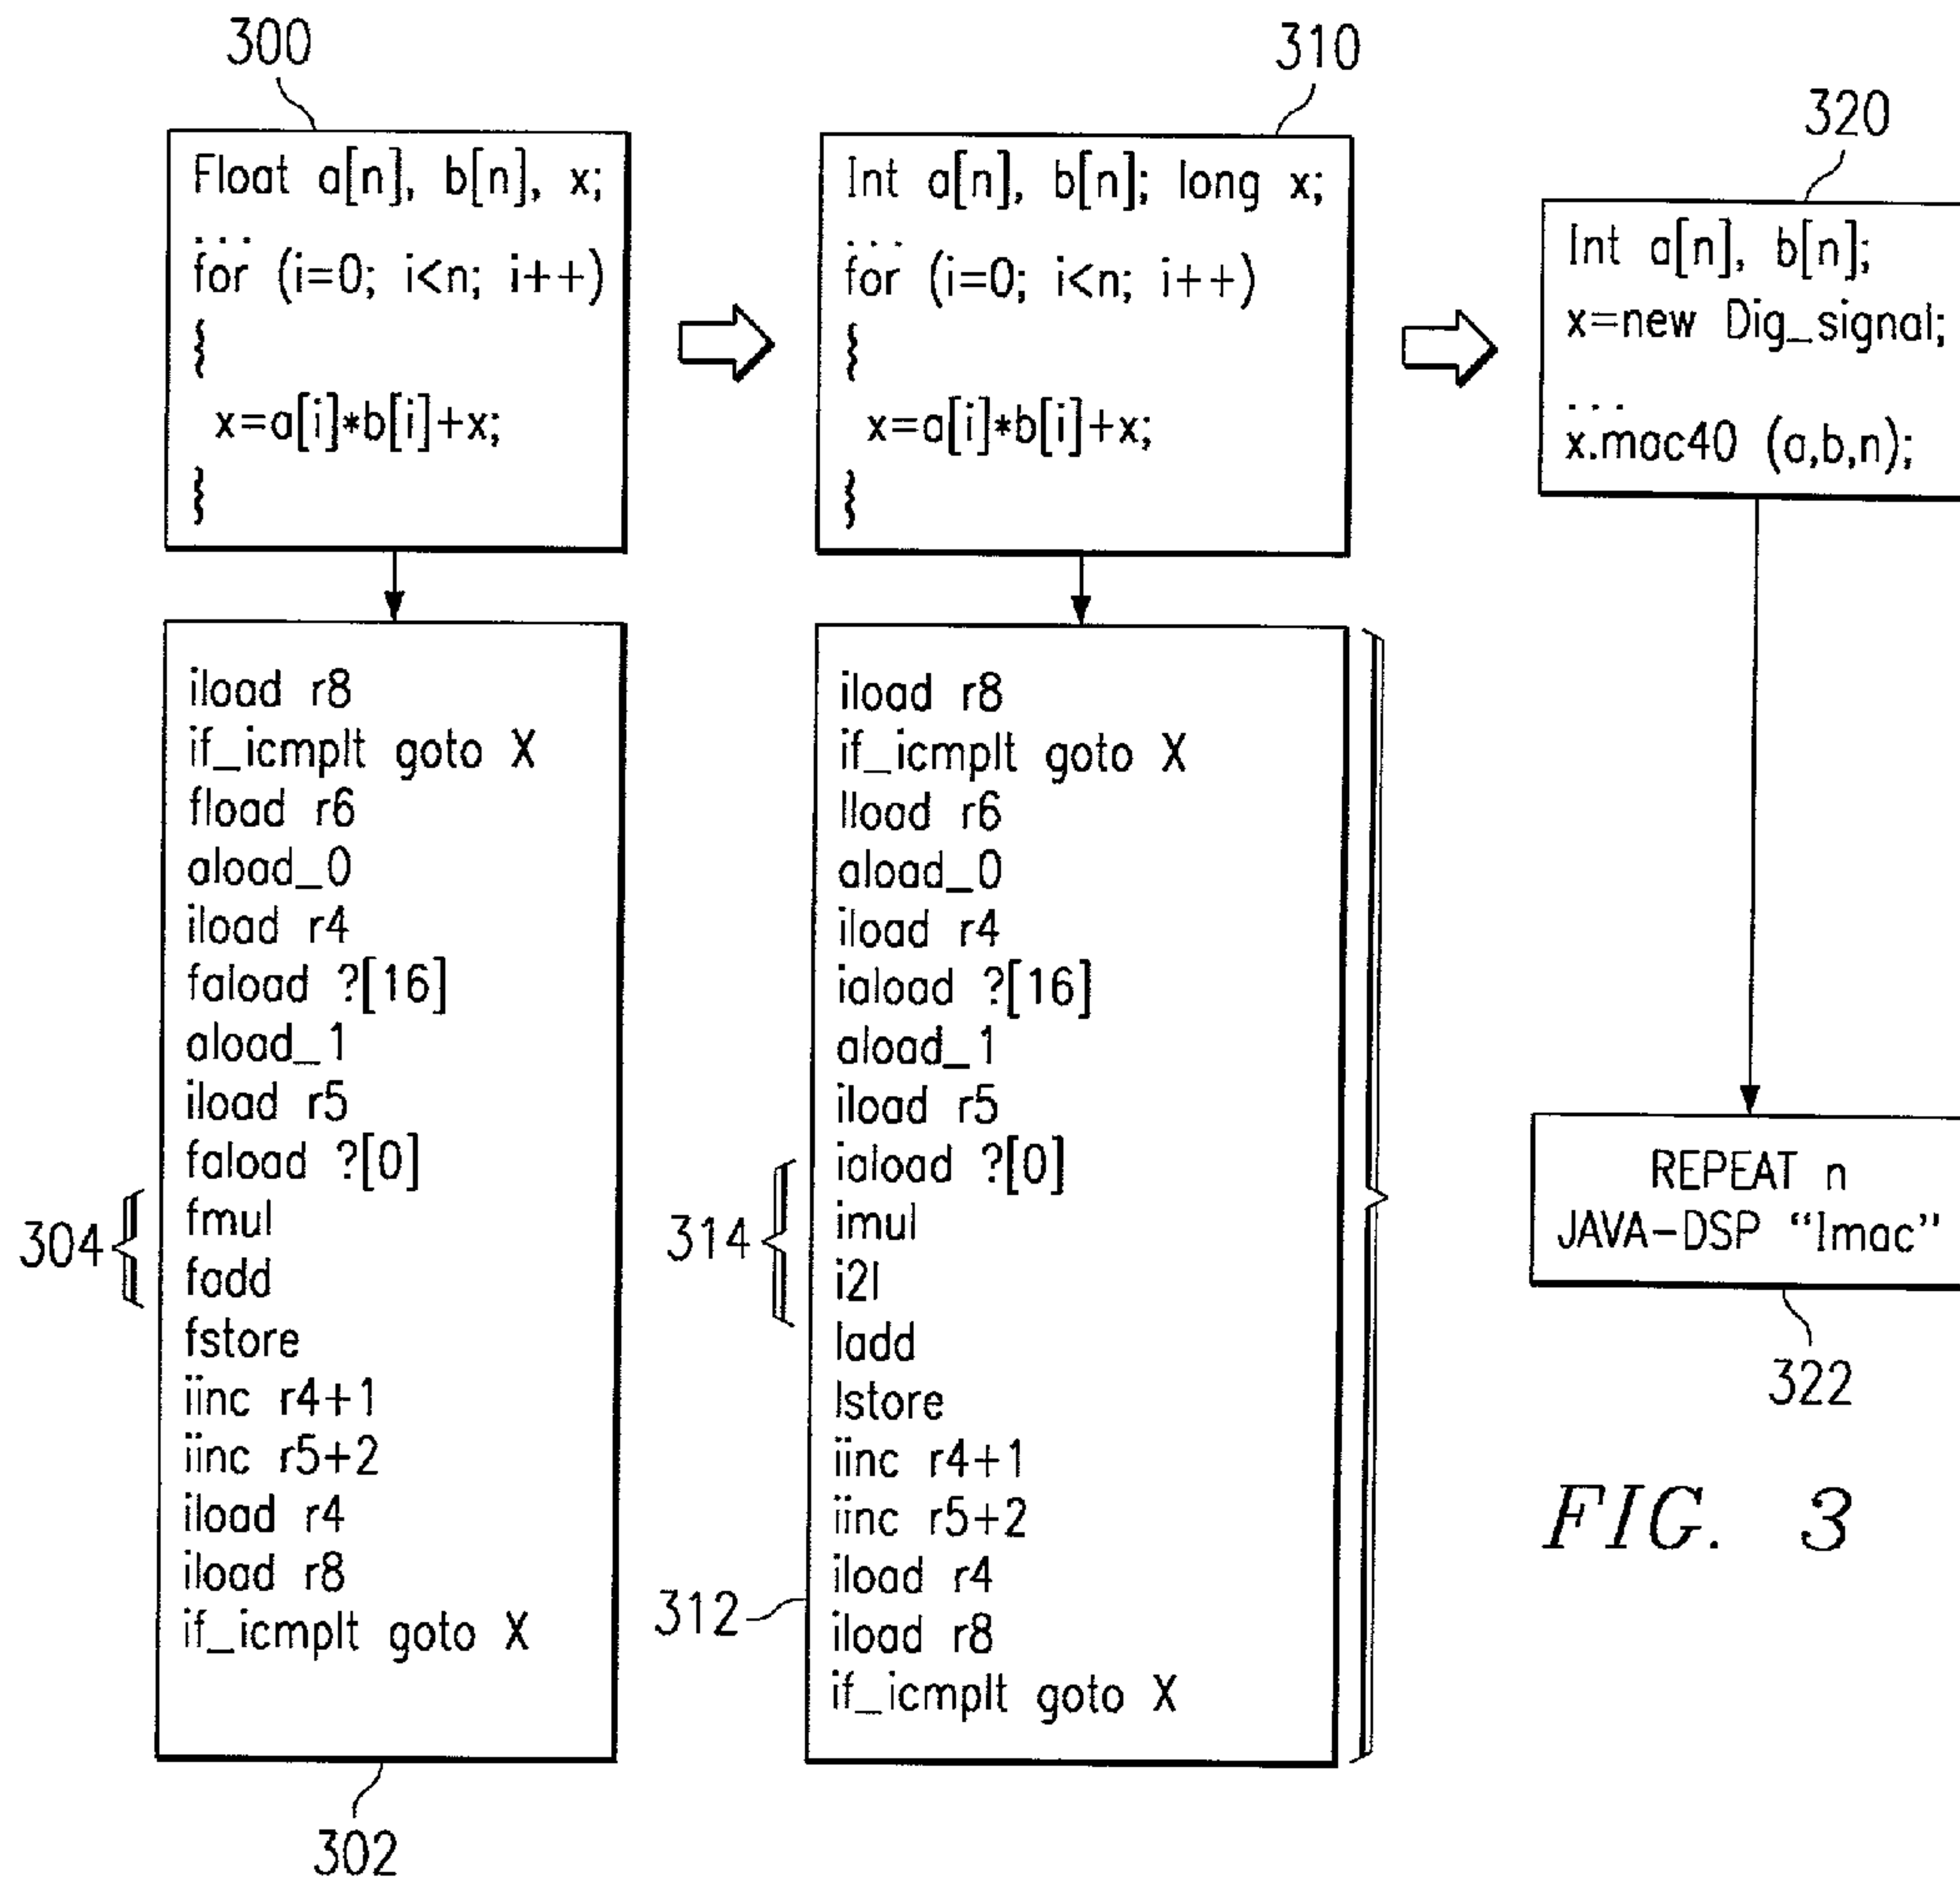 300
Float a[n], b[n], x;
...
for (i=0; i<n; i++)
{
x=a[i]*b[i]+x;
}
310
Int a[n], b[n]; long x;
...
for (i=0; i<n; i++)
{
x=a[i]*b[i]+x;
}
320
Int a[n], b[n];
x=new Dig_signal;
...
x.mac40 (a,b,n);
iload r8
if_icmplt goto X
fload r6
aload_0
iload r4
faload ?[16]
aload_1
iload r5
faload ?[0]
fmul
fadd
fstore
iinc r4+1
iinc r5+2
iload r4
iload r8
if_icmplt goto X
304
302
iload r8
if_icmplt goto X
lload r6
aload_0
iload r4
iaload ?[16]
aload_1
iload r5
iaload ?[0]
imul
i2l
ladd
lstore
iinc r4+1
iinc r5+2
iload r4
iload r8
if_icmplt goto X
314
312
REPEAT n
JAVA-DSP “Imac”
322
FIG. 3